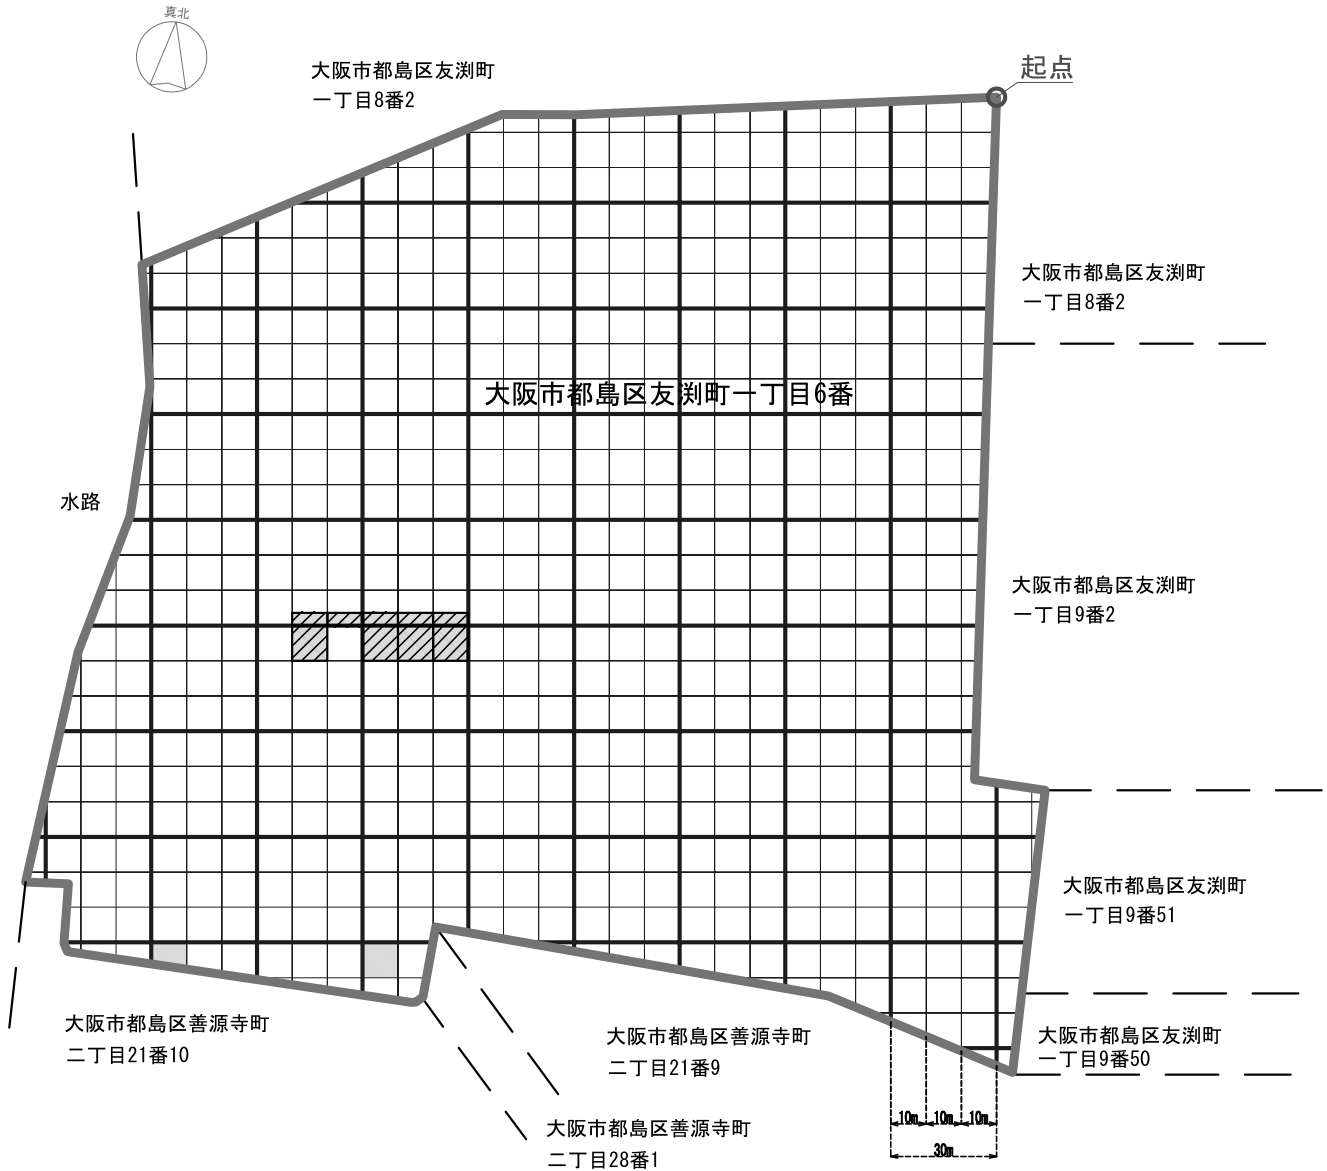 真北
大阪市都島区友渕町
一丁目8番2
起点
大阪市都島区友渕町
一丁目8番2
大阪市都島区友渕町一丁目6番
水路
大阪市都島区友渕町
一丁目9番2
大阪市都島区友渕町
一丁目9番51
大阪市都島区善源寺町
二丁目21番10
大阪市都島区善源寺町
二丁目21番9
大阪市都島区友渕町
一丁目9番50
10m 10m 10m
30m
大阪市都島区善源寺町
二丁目28番1